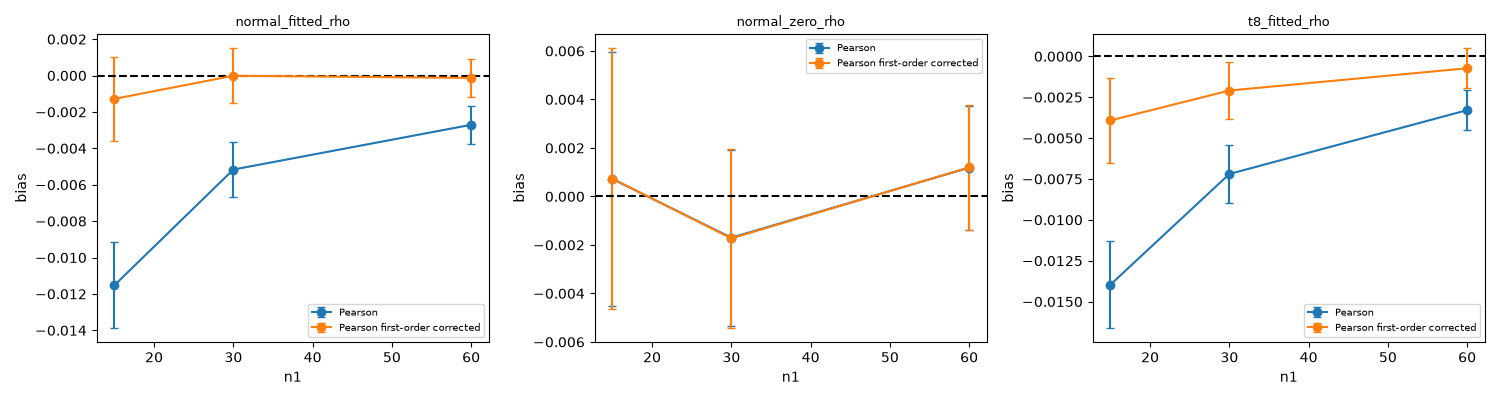 normal_fitted_rho
0.002
0.000
−0.002
−0.004
−0.006
−0.008
−0.010
−0.012
−0.014
bias
20
30
40
50
60
n1
Pearson
Pearson first-order corrected
normal_zero_rho
0.006
0.004
0.002
0.000
−0.002
−0.004
−0.006
bias
20
30
40
50
60
n1
Pearson
Pearson first-order corrected
t8_fitted_rho
0.0000
−0.0025
−0.0050
−0.0075
−0.0100
−0.0125
−0.0150
bias
20
30
40
50
60
n1
Pearson
Pearson first-order corrected